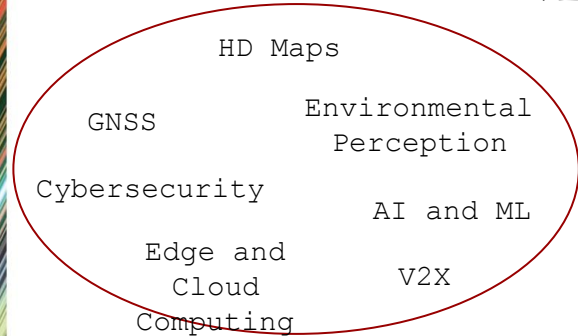 HD Maps
GNSS
Environmental
Perception
Cybersecurity
AI and ML
Edge and
Cloud
Computing
V2X